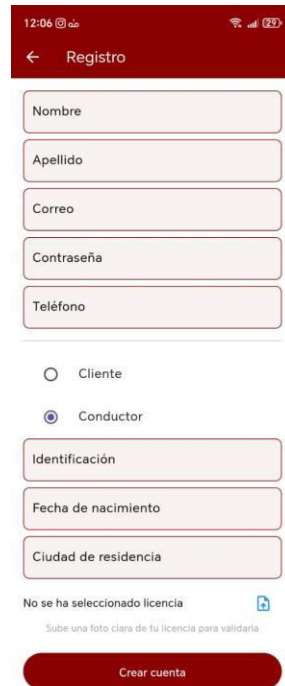 12:06
29
Registro
Nombre
Apellido
Correo
Contraseña
Teléfono
Cliente
Conductor
Identificación
Fecha de nacimiento
Ciudad de residencia
No se ha seleccionado licencia
Sube una foto clara de tu licencia para validarla
Crear cuenta